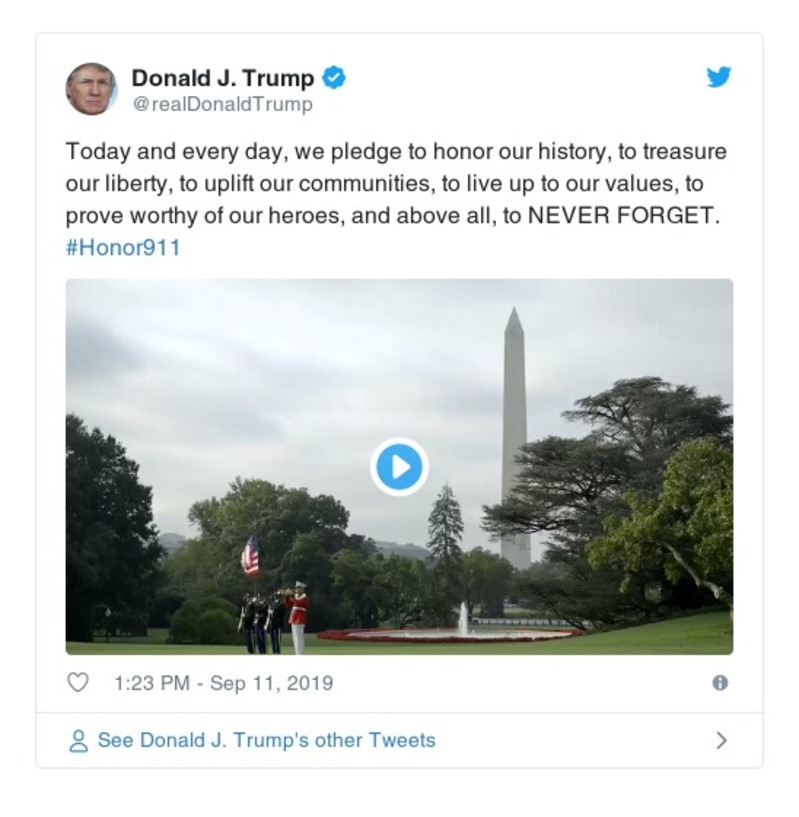 Donald J. Trump
@realDonaldTrump
Today and every day, we pledge to honor our history, to treasure
our liberty, to uplift our communities, to live up to our values, to
prove worthy of our heroes, and above all, to NEVER FORGET.
#Honor911
1:23 PM - Sep 11, 2019
See Donald J. Trump's other Tweets